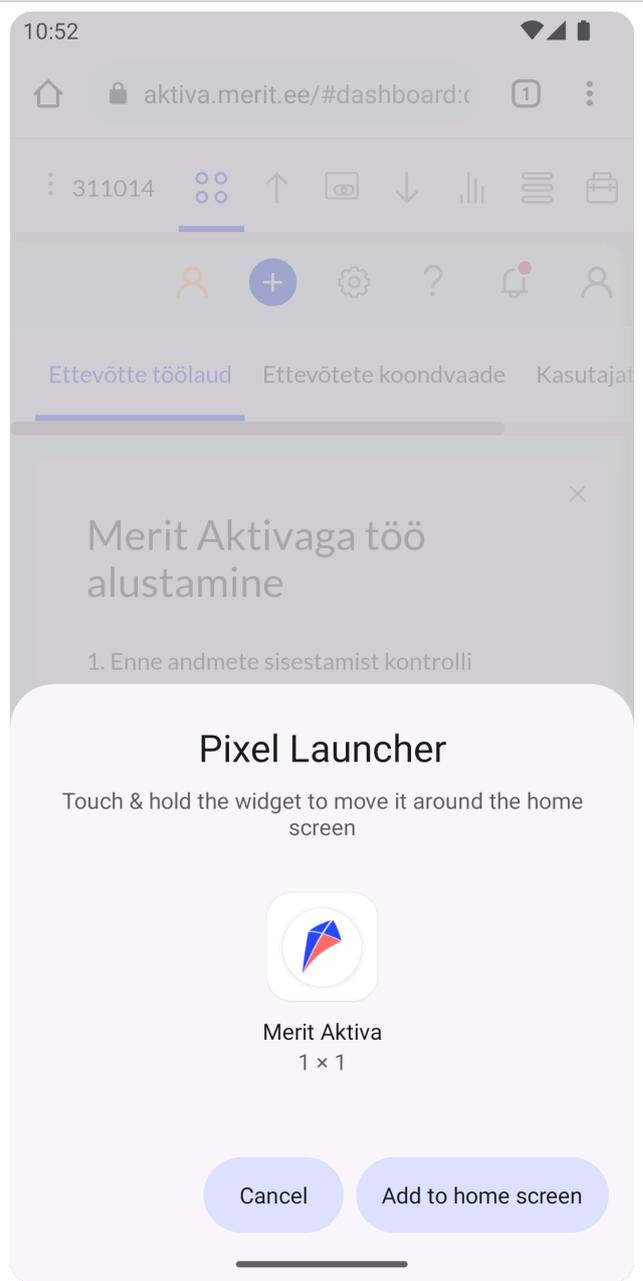 10:52
aktiva.merit.ee/#dashboard:
1
311014
Ettevõtte töölaud Ettevõtete koondvaade Kasutajat
Merit Aktivaga töö
alustamine
1. Enne andmete sisestamist kontrolli
Pixel Launcher
Touch & hold the widget to move it around the home
screen
Merit Aktiva
1 × 1
Cancel Add to home screen